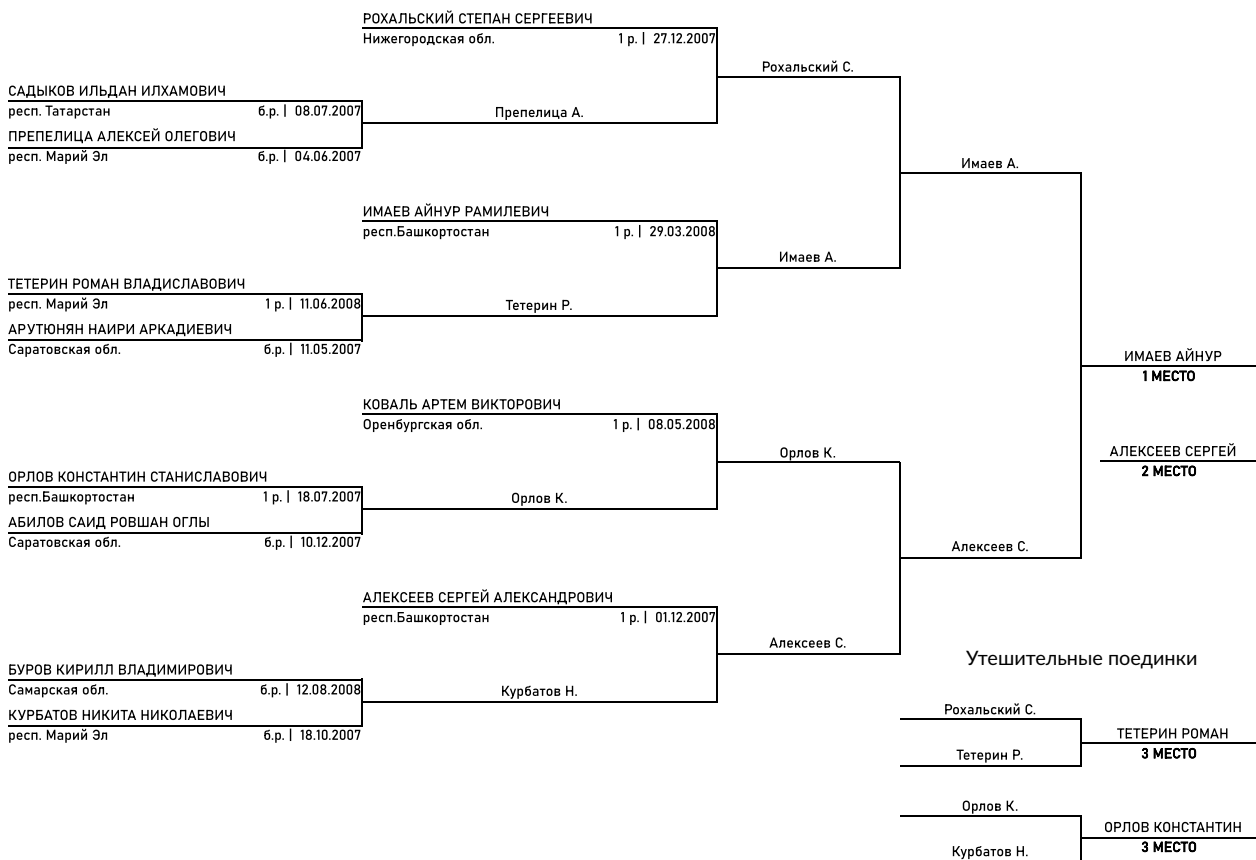 РОХАЛЬСКИЙ СТЕПАН СЕРГЕЕВИЧ
Нижегородская обл. 1 р. | 27.12.2007
Рохальский С.
САДЫКОВ ИЛЬДАН ИЛХАМОВИЧ
респ. Татарстан б.р. | 08.07.2007
Препелица А.
ПРЕПЕЛИЦА АЛЕКСЕЙ ОЛЕГОВИЧ
респ. Марий Эл б.р. | 04.06.2007
Имаев А.
ИМАЕВ АЙНУР РАМИЛЕВИЧ
респ.Башкортостан 1 р. | 29.03.2008
Имаев А.
ТЕТЕРИН РОМАН ВЛАДИСЛАВОВИЧ
респ. Марий Эл 1 р. | 11.06.2008
Тетерин Р.
АРУТЮНЯН НАИРИ АРКАДИЕВИЧ
Саратовская обл. б.р. | 11.05.2007
ИМАЕВ АЙНУР
1 МЕСТО
КОВАЛЬ АРТЕМ ВИКТОРОВИЧ
Оренбургская обл. 1 р. | 08.05.2008
Орлов К.
АЛЕКСЕЕВ СЕРГЕЙ
2 МЕСТО
ОРЛОВ КОНСТАНТИН СТАНИСЛАВОВИЧ
респ.Башкортостан 1 р. | 18.07.2007
Орлов К.
АБИЛОВ САИД РОВШАН ОГЛЫ
Саратовская обл. б.р. | 10.12.2007
Алексеев С.
АЛЕКСЕЕВ СЕРГЕЙ АЛЕКСАНДРОВИЧ
респ.Башкортостан 1 р. | 01.12.2007
Алексеев С.
Утешительные поединки
БУРОВ КИРИЛЛ ВЛАДИМИРОВИЧ
Самарская обл. б.р. | 12.08.2008
Курбатов Н.
КУРБАТОВ НИКИТА НИКОЛАЕВИЧ
респ. Марий Эл б.р. | 18.10.2007
Рохальский С.
ТЕТЕРИН РОМАН
3 МЕСТО
Тетерин Р.
Орлов К.
ОРЛОВ КОНСТАНТИН
3 МЕСТО
Курбатов Н.